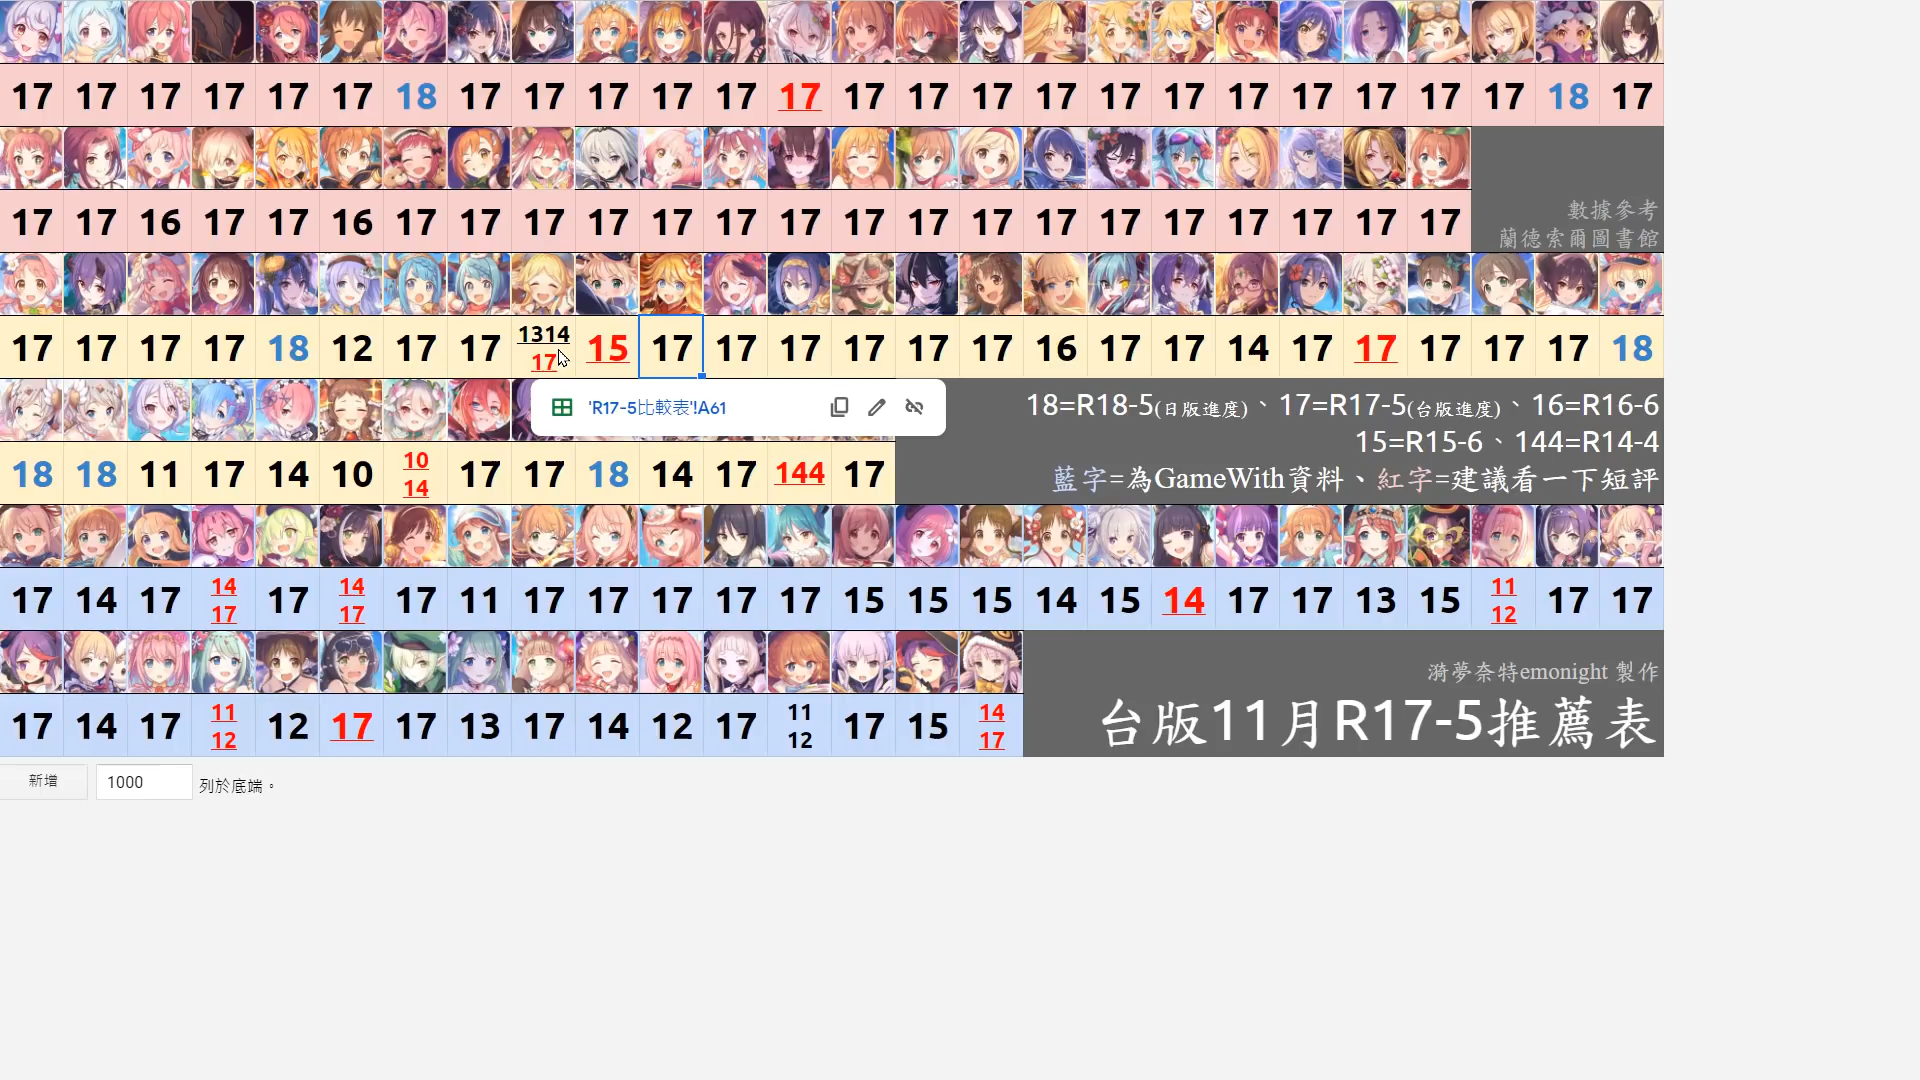 17 17 17 17 17 17 18 17 17 17 17 17 17 17 17 17 17 17 17 17 17 17 17 17 18 17
17 17 16 17 17 16 17 17 17 17 17 17 17 17 17 17 17 17 17 17 17 17 17
數據參考
蘭德索爾圖書館
17 17 17 17 18 12 17 17 1314 17 15 17 17 17 17 17 17 16 17 17 14 17 17 17 17 17 18
'R17-5比較表'!A61
18=R18-5(日版進度)、17=R17-5(台版進度)、16=R16-6
15=R15-6、144=R14-4
藍字=為GameWith資料、紅字=建議看一下短評
18 18 11 17 14 10 10 14 17 17 18 14 17 144 17
17 14 17 14 17 17 14 17 17 11 17 17 17 17 17 15 15 15 14 15 14 17 17 13 15 11 12 17 17
17 14 17 11 12 12 17 17 13 17 14 12 17 11 12 17 15 14 17
漪夢奈特emonight 製作
台版11月R17-5推薦表
新增 1000 列於底端。